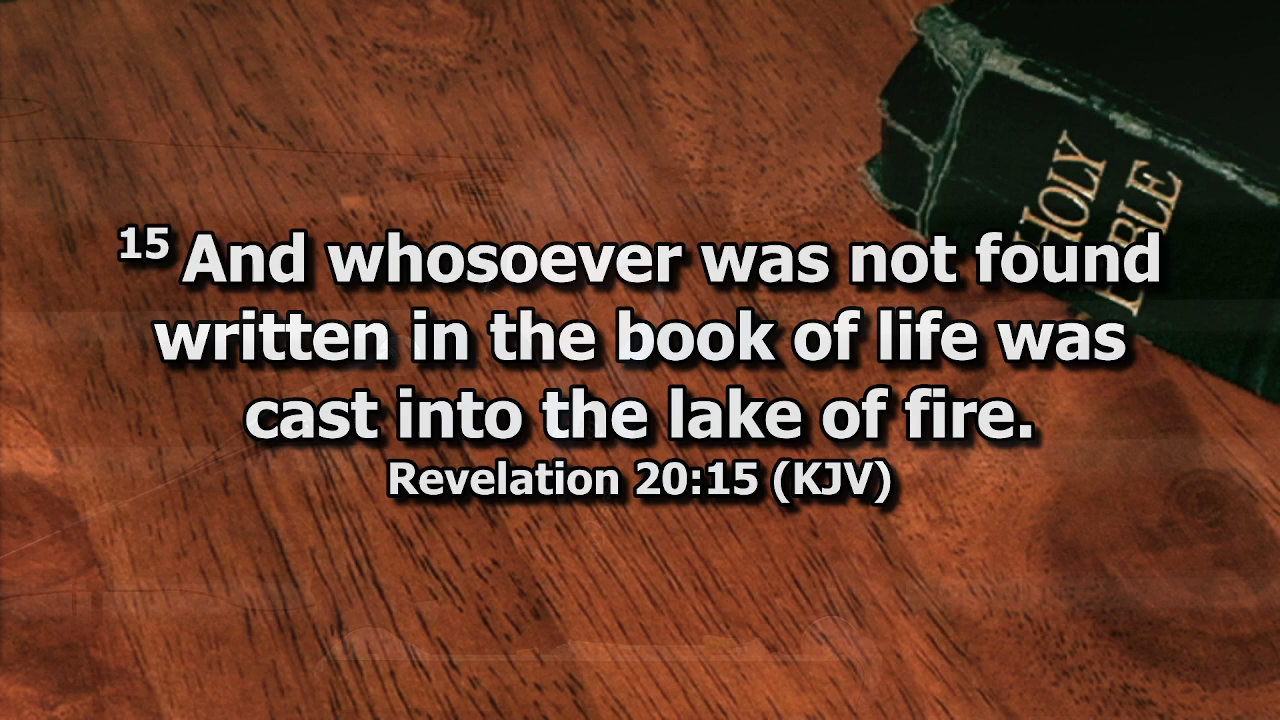 HOLY
BIBLE
15 And whosoever was not found
written in the book of life was
cast into the lake of fire.
Revelation 20:15 (KJV)